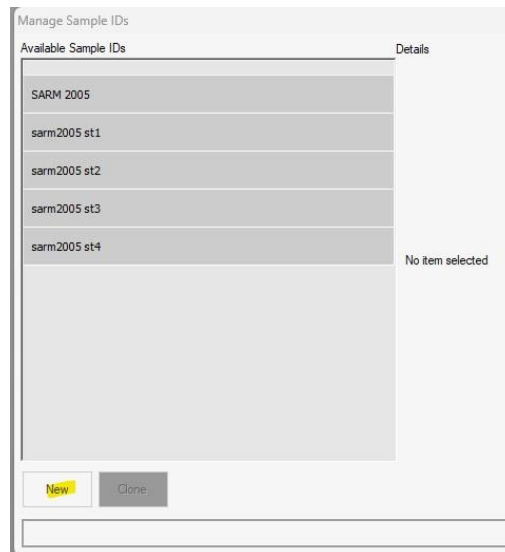 Manage Sample IDs
Available Sample IDs
Details
SARM 2005
sarm2005 st1
sarm2005 st2
sarm2005 st3
sarm2005 st4
No item selected
New
Clone